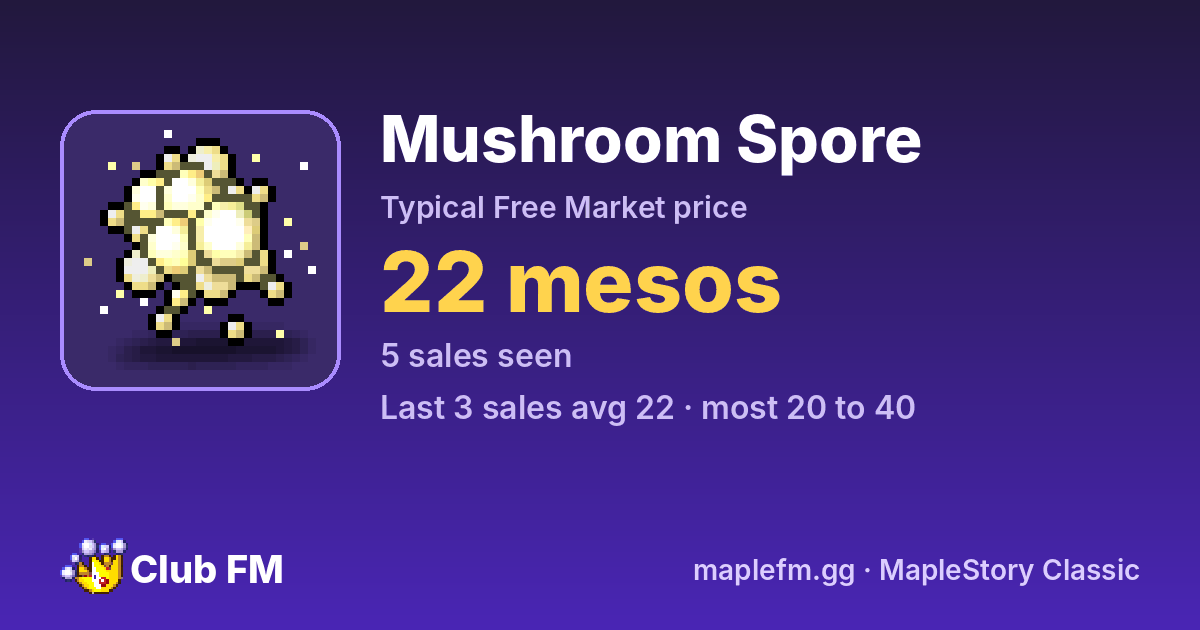 Mushroom Spore
Typical Free Market price
22 mesos
5 sales seen
Last 3 sales avg 22 · most 20 to 40
Club FM
maplefm.gg · MapleStory Classic